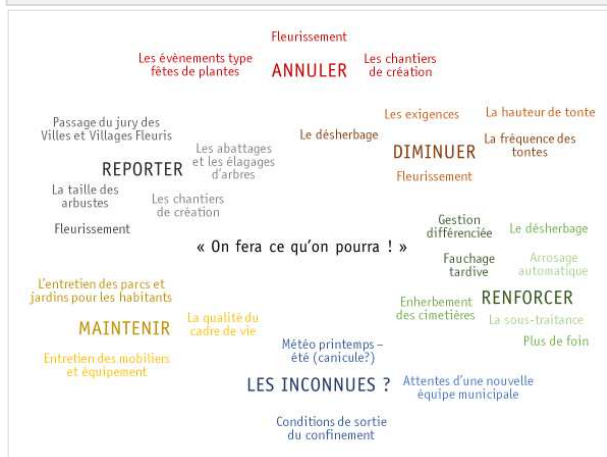 Fleurissement
Les évènements type
fêtes de plantes
ANNULER
Les chantiers
de création
Passage du jury des
Villes et Villages Fleuris
REPORTER
Les abattages
et les élagages
d'arbres
La taille des
arbustes
Les chantiers
de création
Fleurissement
Le désherbage
Les exigences
La hauteur de tonte
DIMINUER
La fréquence des
tontes
Fleurissement
« On fera ce qu'on pourra ! »
Gestion
différenciée
Le désherbage
Fauchage
tardive
Arrosage
automatique
Enherbement
des cimetières
RENFORCER
La sous-traitance
Plus de foin
L'entretien des parcs et
jardins pour les habitants
MAINTENIR
La qualité du
cadre de vie
Entretien des mobiliers
et équipement
Météo printemps –
été (canicule?)
LES INCONNUES ?
Attentes d'une nouvelle
équipe municipale
Conditions de sortie
du confinement